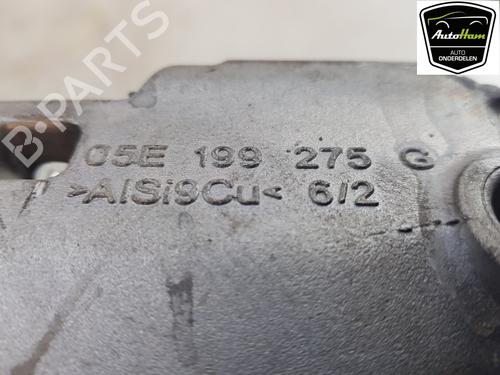 AutoHam
AUTO
ONDERDELEN
B-PARTS
05E 199 275 G
>AlSi9Cu< 6/2